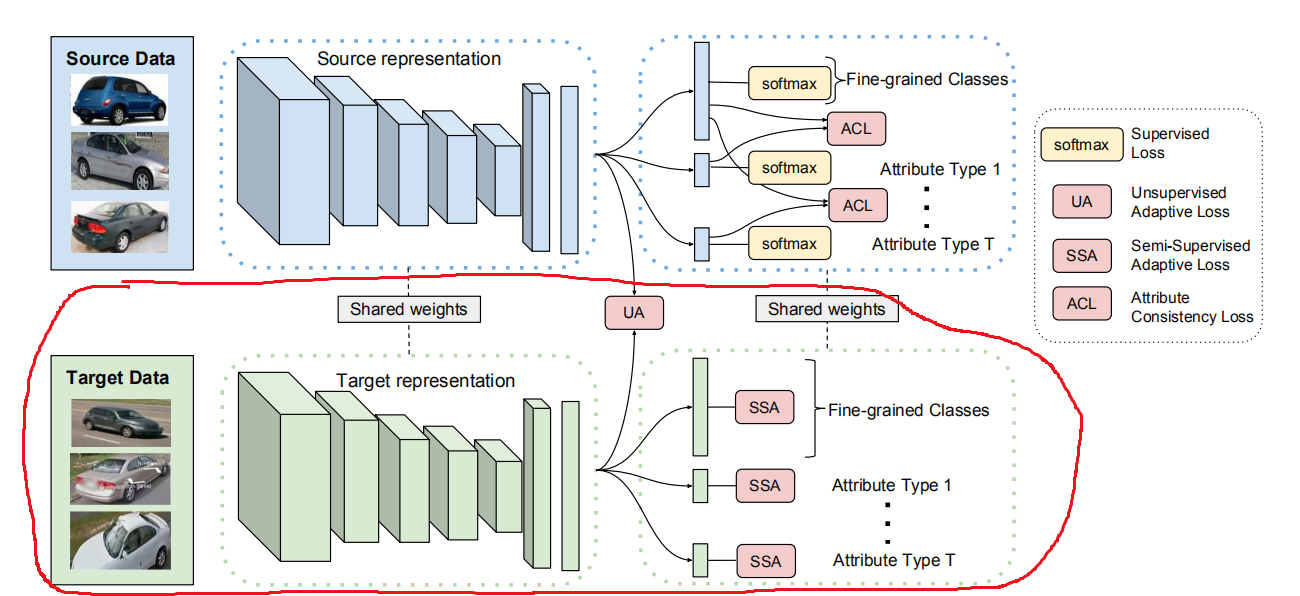 Source Data
Source representation
softmax
Fine-grained Classes
ACL
softmax
Attribute Type 1
ACL
softmax
Attribute Type T
softmax
Supervised
Loss
UA
Unsupervised
Adaptive Loss
SSA
Semi-Supervised
Adaptive Loss
ACL
Attribute
Consistency Loss
Shared weights
UA
Shared weights
Target Data
Target representation
SSA
Fine-grained Classes
SSA
Attribute Type 1
SSA
Attribute Type T